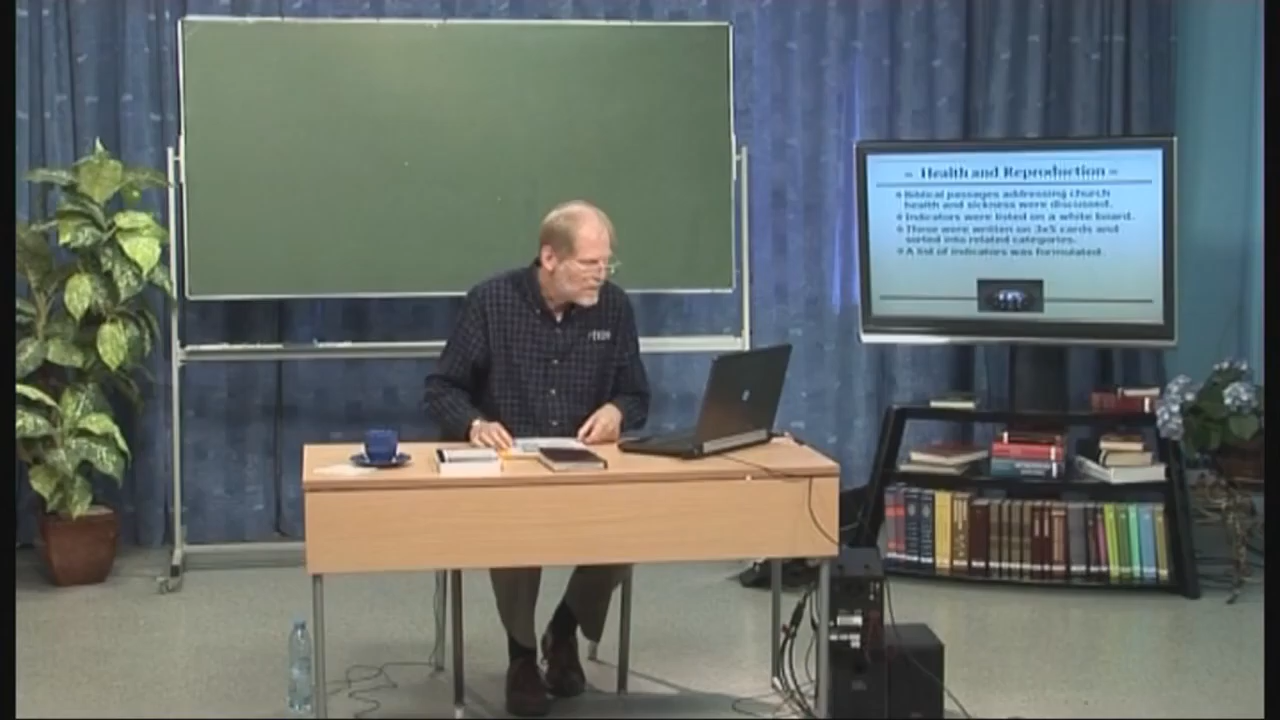 Health and Reproduction
Biblical passages addressing church
health and sickness were discussed.
Indicators were listed on a white board.
These were written on 3x5 cards and
sorted into related categories.
A list of indicators was formulated.